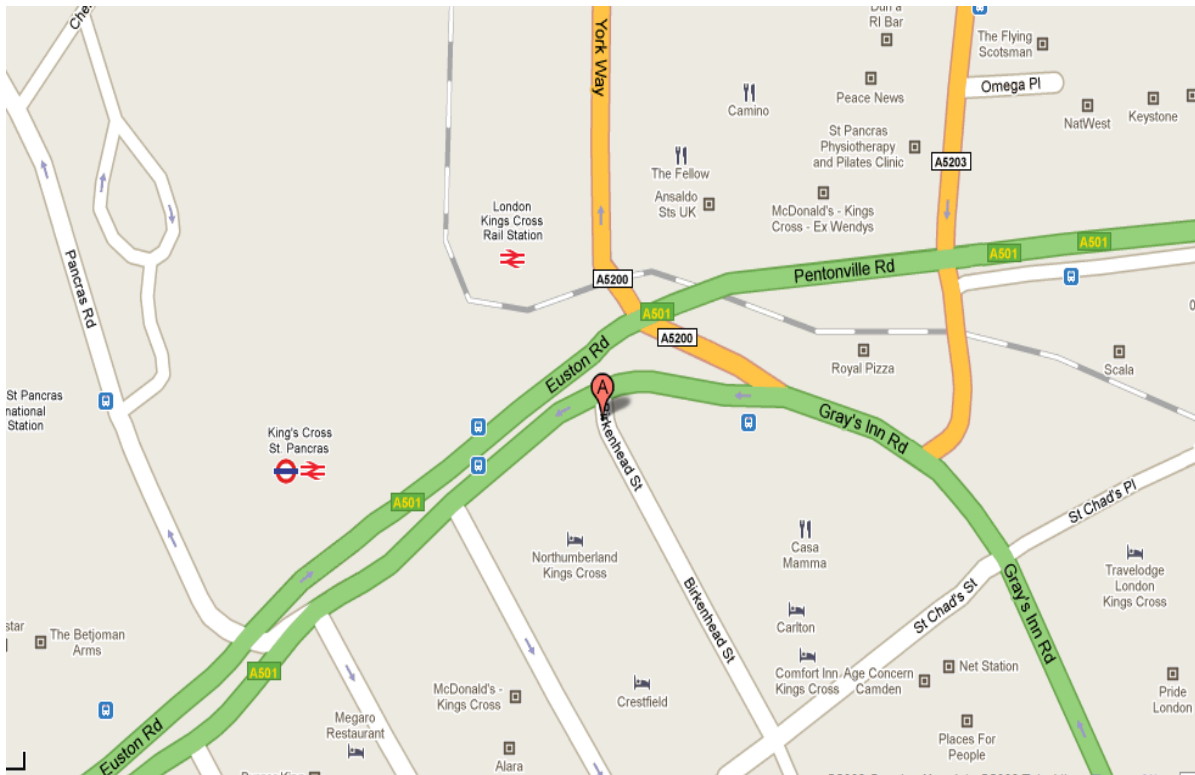 York Way
Dun a
RI Bar
The Flying
Scotsman
Omega Pl
Peace News
Camino
NatWest
Keystone
St Pancras
Physiotherapy
and Pilates Clinic
A5203
The Fellow
Ansaldo
Sts UK
McDonald's - Kings
Cross - Ex Wendys
London
Kings Cross
Rail Station
A501
A501
Pentonville Rd
A5200
A501
A5200
Pancras Rd
Royal Pizza
Scala
Euston Rd
A
St Pancras
national
Station
Gray's Inn Rd
King's Cross
St. Pancras
Birkenhead St
A501
St Chad's Pl
Northumberland
Kings Cross
Casa
Mamma
Travelodge
London
Kings Cross
Gray's Inn Rd
Birkenhead St
St Chad's St
Carlton
The Betjoman
Arms
star
A501
Comfort Inn
Kings Cross
Age Concern
Camden
Net Station
McDonald's -
Kings Cross
Crestfield
Pride
London
Megaro
Restaurant
Places For
People
Euston Rd
Alara